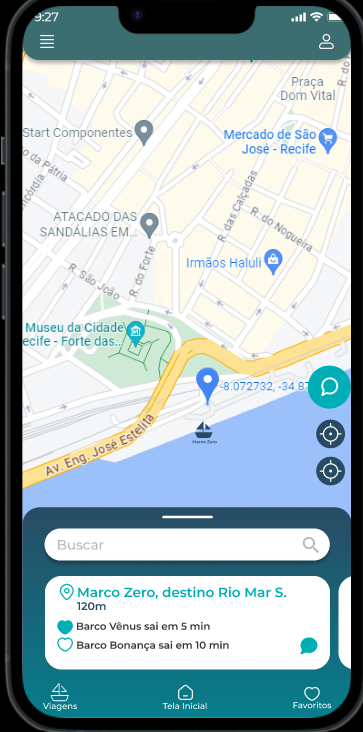 9:27
Praça
Dom Vital
Start Componentes
Mercado de São
José - Recife
da Pátria
R. das Calçadas
R. do Nogueira
ATACADO DAS
SANDÁLIAS EM...
R. do Forte
Irmãos Haluli
R. São João
Museu da Cidade
ecife - Forte das...
-8.072732, -34.87
Av. Eng. José Estelita
Marco Zero
Buscar
Marco Zero, destino Rio Mar S.
120m
Barco Vênus sai em 5 min
Barco Bonança sai em 10 min
Viagens
Tela Inicial
Favoritos